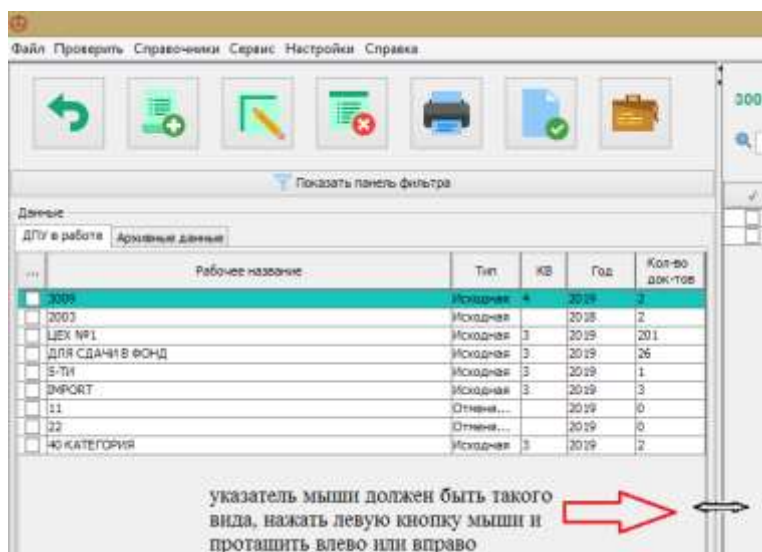 Файл Проверить Справочники Сервис Настройки Справка
300
Показать панель фильтра
Данные
ДПУ в работе Архивные данные
... Рабочее название Тип КВ Год Кол-во док-тов
3009 Исходная 4 2019 2
2003 Исходная 2018 2
ЦЕХ №1 Исходная 3 2019 201
ДЛЯ СДАЧИ В ФОНД Исходная 3 2019 26
5-ТИ Исходная 3 2019 1
IMPORT Исходная 3 2019 3
11 Отмена... 2019 0
22 Отмена... 2019 0
40 КАТЕГОРИЯ Исходная 3 2019 2
указатель мыши должен быть такого
вида, нажать левую кнопку мыши и
протащить влево или вправо